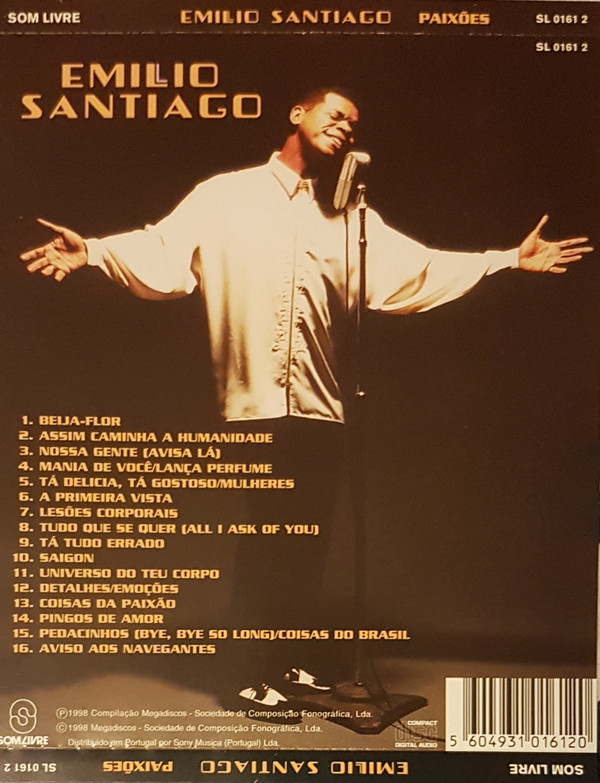 SOM LIVRE EMILIO SANTIAGO PAIXÕES SL 0161 2
SL 0161 2
EMILIO
SANTIAGO
1. BEIJA-FLOR
2. ASSIM CAMINHA A HUMANIDADE
3. NOSSA GENTE (AVISA LÁ)
4. MANIA DE VOCÊ/LANÇA PERFUME
5. TÁ DELICIA, TÁ GOSTOSO/MULHERES
6. A PRIMEIRA VISTA
7. LESÕES CORPORAIS
8. TUDO QUE SE QUER (ALL I ASK OF YOU)
9. TÁ TUDO ERRADO
10. SAIGON
11. UNIVERSO DO TEU CORPO
12. DETALHES/EMOÇÕES
13. COISAS DA PAIXÃO
14. PINGOS DE AMOR
15. PEDACINHOS (BYE, BYE SO LONG)/COISAS DO BRASIL
16. AVISO AOS NAVEGANTES
Ⓟ1998 Compilação Megadiscos - Sociedade de Composição Fonográfica, Lda.
©1998 Megadiscos - Sociedade de Composição Fonográfica, Lda.
Distribuido em Portugal por Sony Musica (Portugal) Lda.
SOM LIVRE
COMPACT
disc
DIGITAL AUDIO
5 604931 016120
SOM LIVRE EMILIO SANTIAGO PAIXÕES SL 0161 2